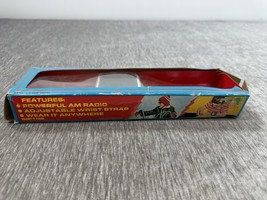 FEATURES:
• POWERFUL AM RADIO
• ADJUSTABLE WRIST STRAP
• WEAR IT ANYWHERE